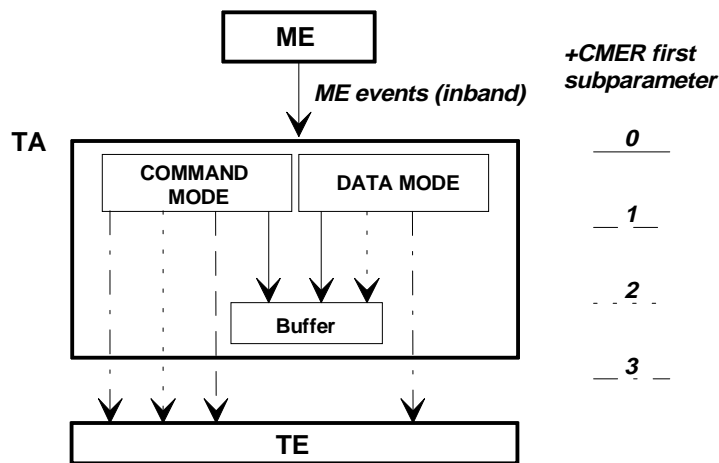 ME
+CMER first
subparameter
ME events (inband)
TA
0
COMMAND
MODE
DATA MODE
1
2
Buffer
3
TE